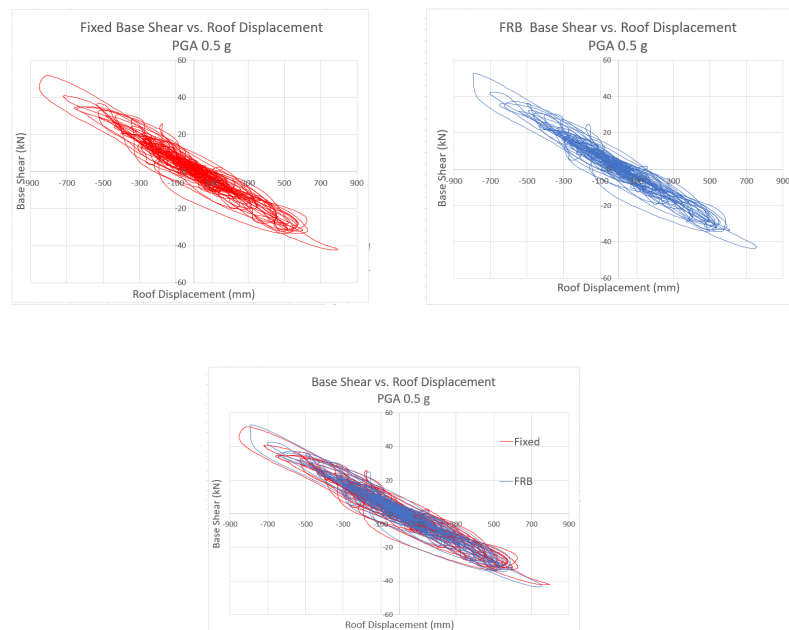 Fixed Base Shear vs. Roof Displacement
PGA 0.5 g
60
40
20
0
-20
-40
-60
-900 -700 -500 -300 -100 100 300 500 700 900
Base Shear (kN)
Roof Displacement (mm)
FRB Base Shear vs. Roof Displacement
PGA 0.5 g
60
40
20
0
-20
-40
-60
-900 -700 -500 -300 -100 100 300 500 700 900
Base Shear (kN)
Roof Displacement (mm)
Base Shear vs. Roof Displacement
PGA 0.5 g
60
40
20
0
-20
-40
-60
-900 -700 -500 -300 -100 100 300 500 700 900
Base Shear (kN)
Roof Displacement (mm)
Fixed
FRB